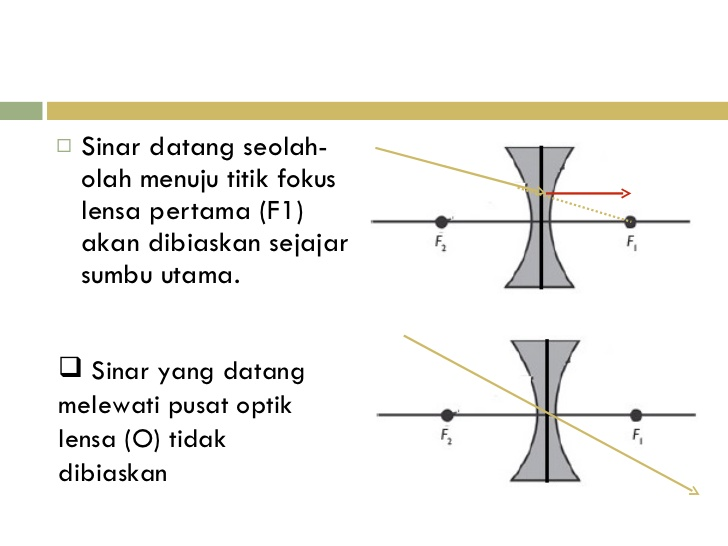 Sinar datang seolah-
olah menuju titik fokus
lensa pertama (F1)
akan dibiaskan sejajar
sumbu utama.
F₂
F₁
Sinar yang datang
melewati pusat optik
lensa (O) tidak
dibiaskan
F₂
F₁